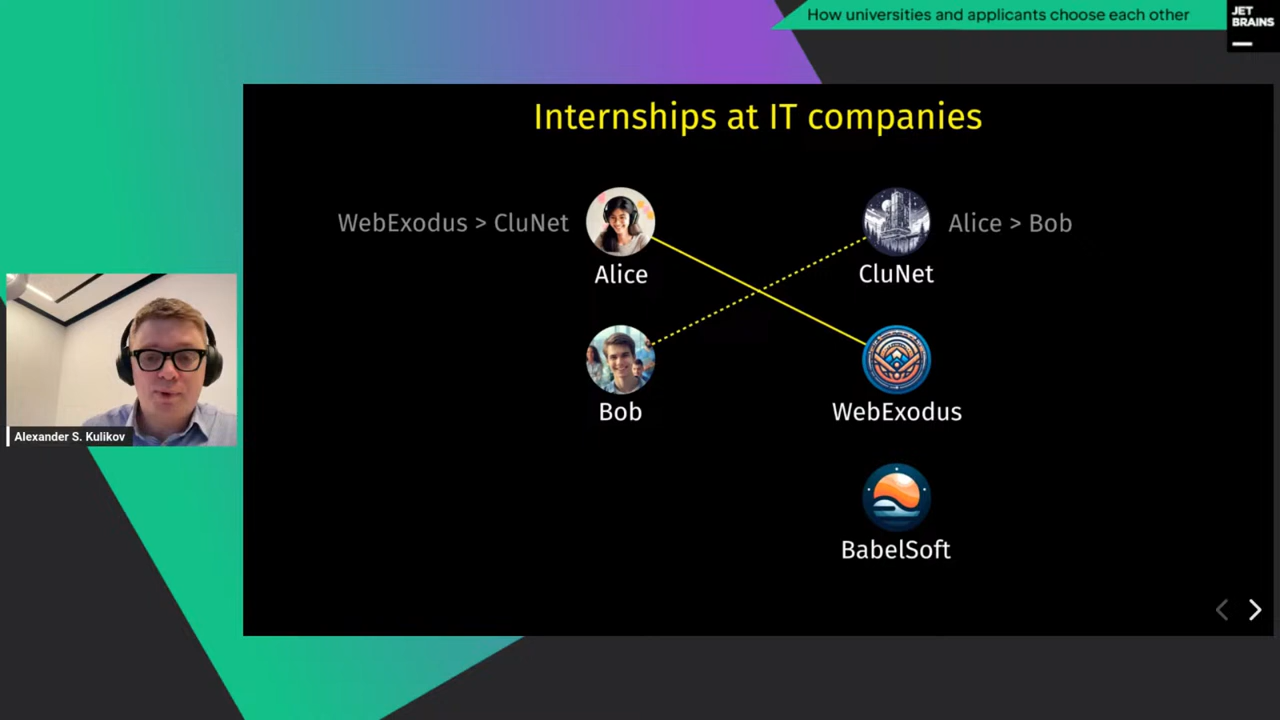 How universities and applicants choose each other
JET
BRAINS
Internships at IT companies
WebExodus > CluNet
Alice > Bob
Alice
CluNet
Bob
WebExodus
BabelSoft
Alexander S. Kulikov